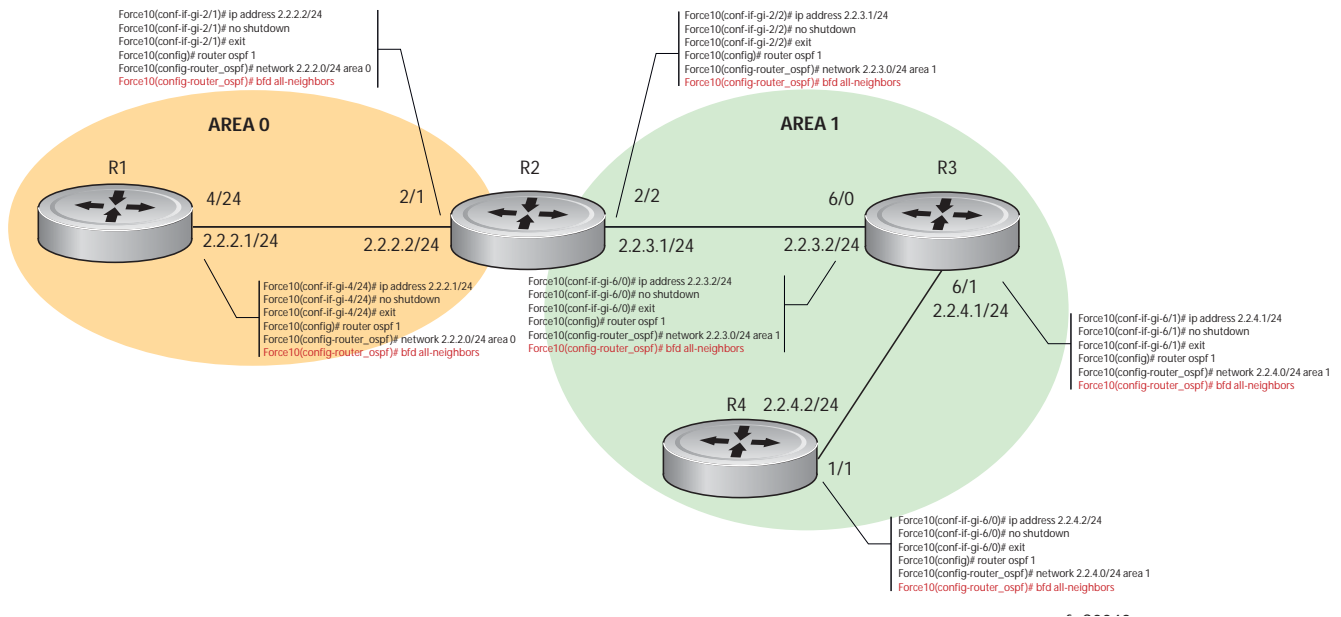 Force10(conf-if-gi-2/1)# ip address 2.2.2.2/24
Force10(conf-if-gi-2/1)# no shutdown
Force10(conf-if-gi-2/1)# exit
Force10(config)# router ospf 1
Force10(config-router_ospf)# network 2.2.2.0/24 area 0
Force10(config-router_ospf)# bfd all-neighbors
Force10(conf-if-gi-2/2)# ip address 2.2.3.1/24
Force10(conf-if-gi-2/2)# no shutdown
Force10(conf-if-gi-2/2)# exit
Force10(config)# router ospf 1
Force10(config-router_ospf)# network 2.2.3.0/24 area 1
Force10(config-router_ospf)# bfd all-neighbors
AREA 0
AREA 1
R1
R2
R3
4/24
2/1
2/2
6/0
2.2.2.1/24
2.2.2.2/24
2.2.3.1/24
2.2.3.2/24
Force10(conf-if-gi-4/24)# ip address 2.2.2.1/24
Force10(conf-if-gi-4/24)# no shutdown
Force10(conf-if-gi-4/24)# exit
Force10(config)# router ospf 1
Force10(config-router_ospf)# network 2.2.2.0/24 area 0
Force10(config-router_ospf)# bfd all-neighbors
Force10(conf-if-gi-6/0)# ip address 2.2.3.2/24
Force10(conf-if-gi-6/0)# no shutdown
Force10(conf-if-gi-6/0)# exit
Force10(config)# router ospf 1
Force10(config-router_ospf)# network 2.2.3.0/24 area 1
Force10(config-router_ospf)# bfd all-neighbors
6/1
2.2.4.1/24
Force10(conf-if-gi-6/1)# ip address 2.2.4.1/24
Force10(conf-if-gi-6/1)# no shutdown
Force10(conf-if-gi-6/1)# exit
Force10(config)# router ospf 1
Force10(config-router_ospf)# network 2.2.4.0/24 area 1
Force10(config-router_ospf)# bfd all-neighbors
R4
2.2.4.2/24
1/1
Force10(conf-if-gi-6/0)# ip address 2.2.4.2/24
Force10(conf-if-gi-6/0)# no shutdown
Force10(conf-if-gi-6/0)# exit
Force10(config)# router ospf 1
Force10(config-router_ospf)# network 2.2.4.0/24 area 1
Force10(config-router_ospf)# bfd all-neighbors